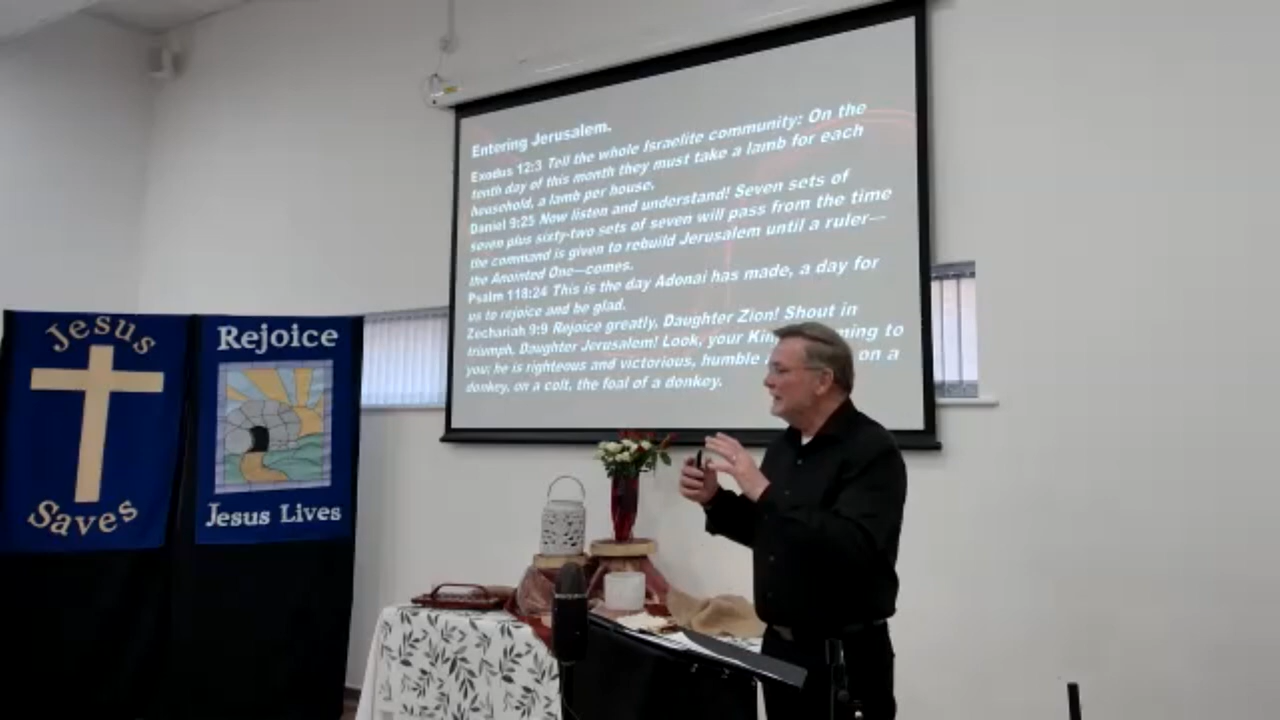 Jesus
Saves
Rejoice
Jesus Lives
Entering Jerusalem.
Exodus 12:3 Tell the whole Israelite community: On the
tenth day of this month they must take a lamb for each
household, a lamb per house.
Daniel 9:25 Now listen and understand! Seven sets of
seven plus sixty-two sets of seven will pass from the time
the command is given to rebuild Jerusalem until a ruler—
the Anointed One—comes.
Psalm 118:24 This is the day Adonai has made, a day for
us to rejoice and be glad.
Zechariah 9:9 Rejoice greatly, Daughter Zion! Shout in
triumph, Daughter Jerusalem! Look, your to
you; he is righteous and victorious, humble on a
donkey, on a colt, the foal of a donkey.